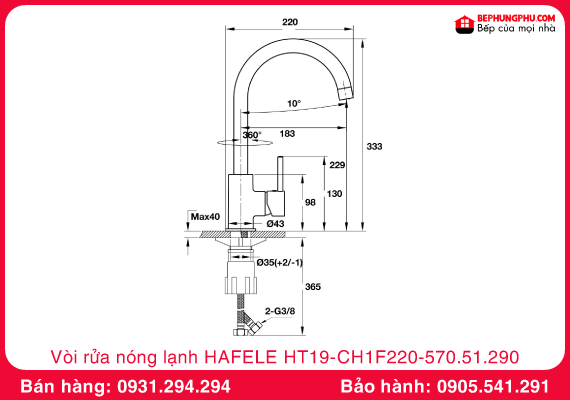 BEPHUNGPHU.COM
Bếp của mọi nhà
220
10°
183
360°
333
229
130
98
Max40
Ø43
Ø35(+2/-1)
365
2-G3/8
Vòi rửa nóng lạnh HAFELE HT19-CH1F220-570.51.290
Bán hàng: 0931.294.294
Bảo hành: 0905.541.291